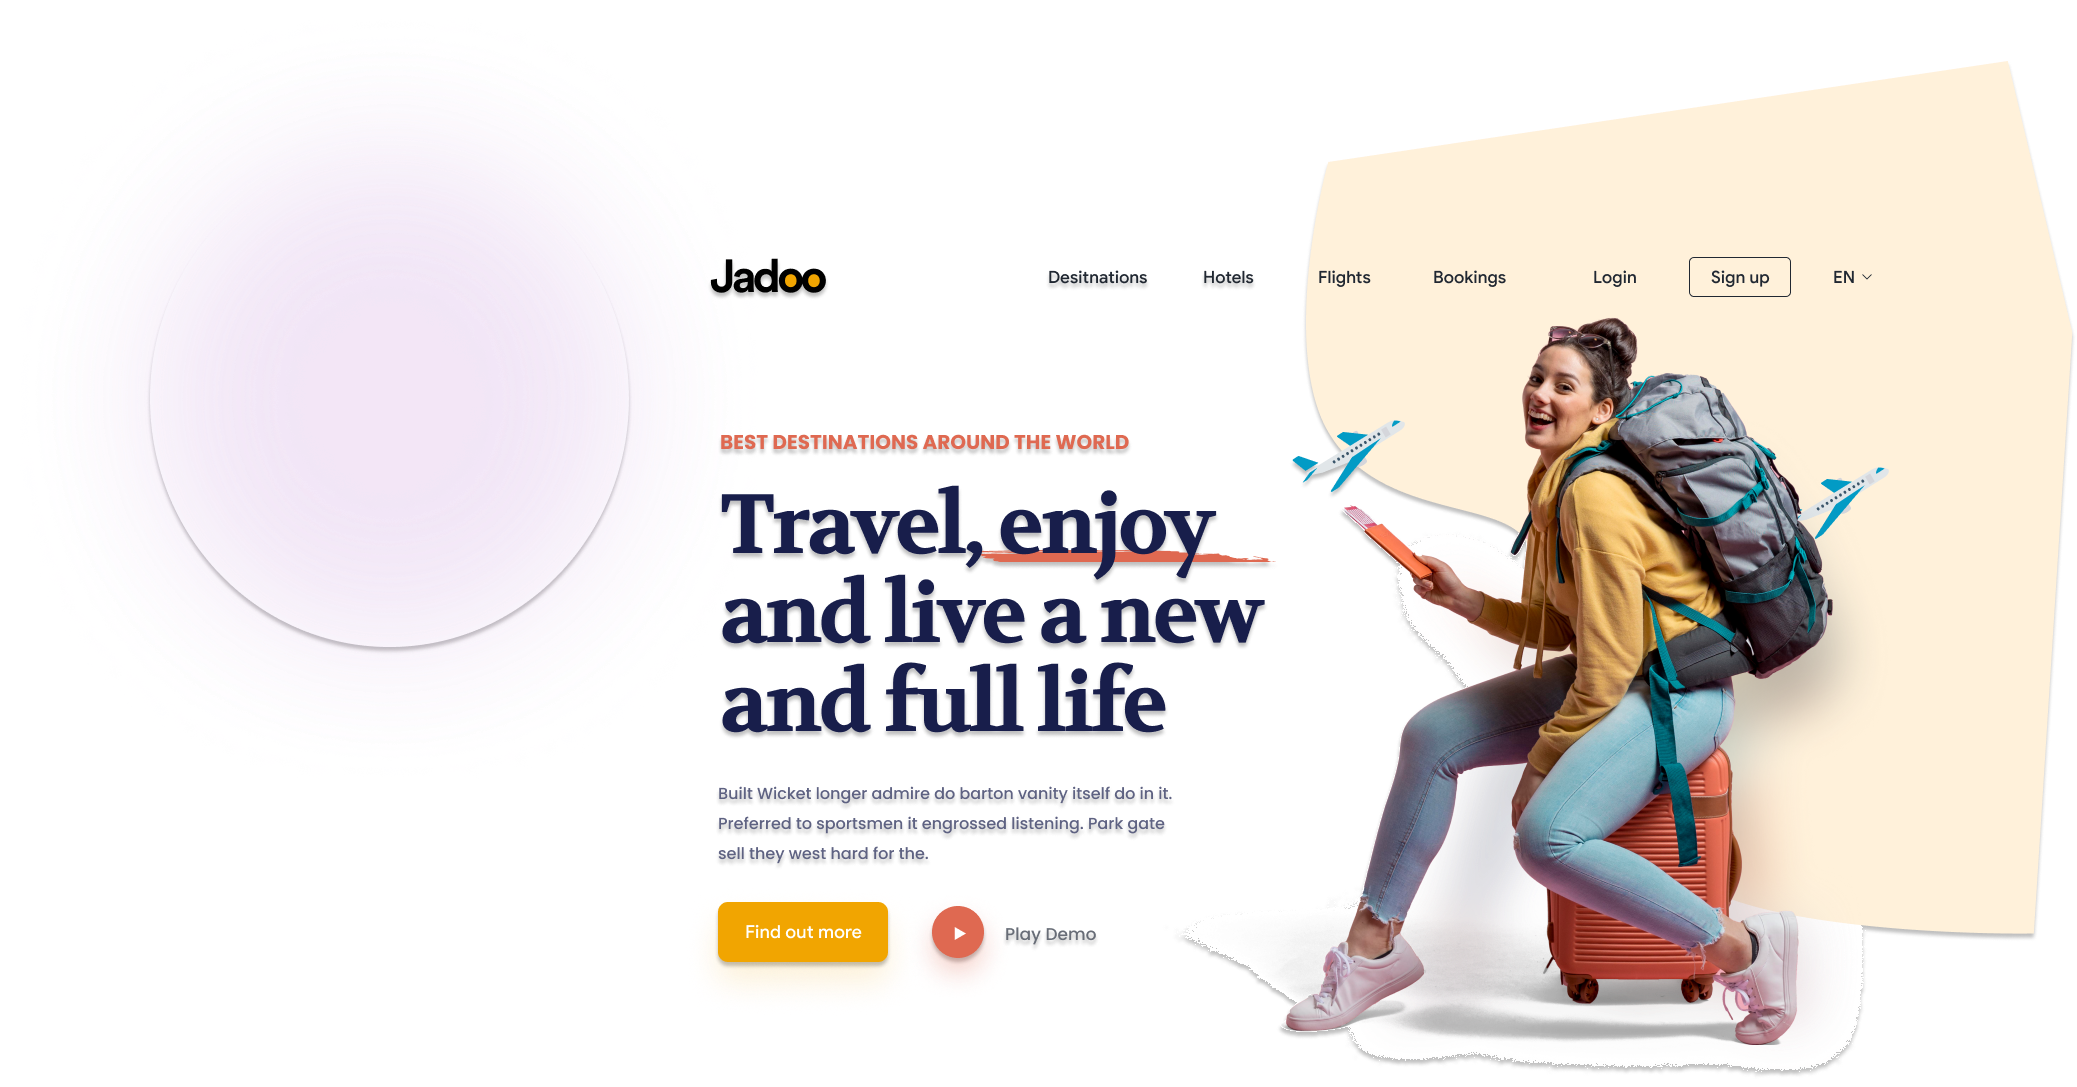 Jadoo
Desitnations
Hotels
Flights
Bookings
Login
Sign up
EN
BEST DESTINATIONS AROUND THE WORLD
Travel, enjoy
and live a new
and full life
Built Wicket longer admire do barton vanity itself do in it.
Preferred to sportsmen it engrossed listening. Park gate
sell they west hard for the.
Find out more
Play Demo